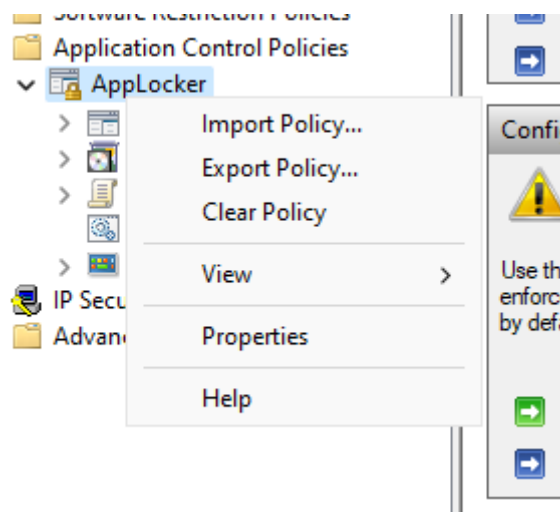 Software Restriction Policies
Application Control Policies
AppLocker
Import Policy...
Export Policy...
Clear Policy
View
Properties
Help
IP Secu
Advan
Confi
Use th
enforc
by defa